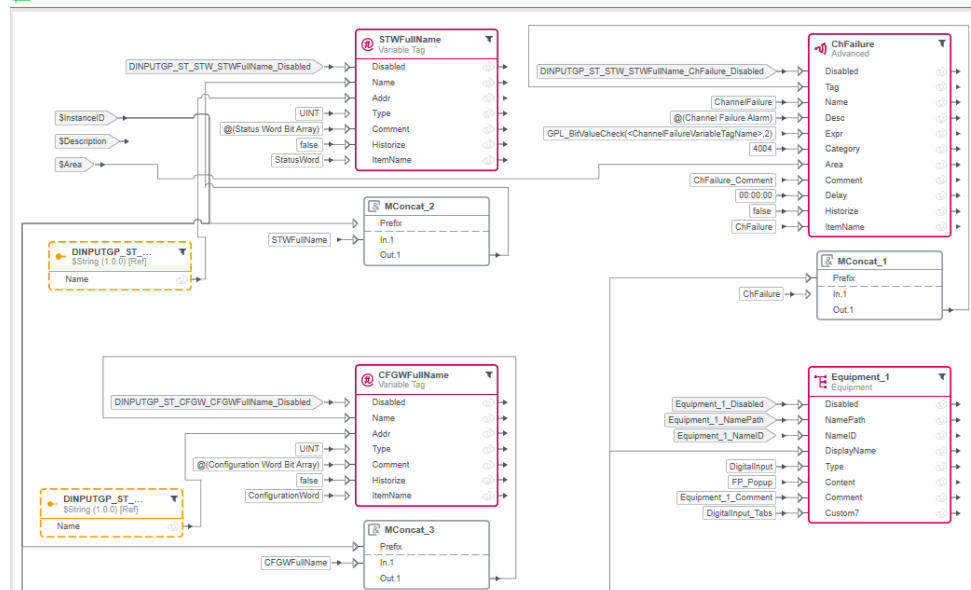 STWFullName
Variable Tag
DINPUTGP_ST_STW_STWFullName_Disabled
Disabled
Name
Addr
UINT
Type
@(Status Word Bit Array)
Comment
false
Historize
StatusWord
ItemName
$InstanceID
$Description
$Area
MConcat_2
Prefix
STWFullName
In.1
Out.1
DINPUTGP_ST_...
$String (1.0.0) [Ref]
Name
ChFailure
Advanced
DINPUTGP_ST_STW_STWFullName_ChFailure_Disabled
Disabled
Tag
ChannelFailure
Name
@(Channel Failure Alarm)
Desc
GPL_BitValueCheck(<ChannelFailureVariableTagName>,2)
Expr
4004
Category
Area
ChFailure_Comment
Comment
00:00:00
Delay
false
Historize
ChFailure
ItemName
MConcat_1
Prefix
ChFailure
In.1
Out.1
CFGWFullName
Variable Tag
DINPUTGP_ST_CFGW_CFGWFullName_Disabled
Disabled
Name
Addr
UINT
Type
@(Configuration Word Bit Array)
Comment
false
Historize
ConfigurationWord
ItemName
DINPUTGP_ST_...
$String (1.0.0) [Ref]
Name
MConcat_3
Prefix
CFGWFullName
In.1
Out.1
Equipment_1
Equipment
Equipment_1_Disabled
Disabled
Equipment_1_NamePath
NamePath
Equipment_1_NameID
NameID
DisplayName
DigitalInput
Type
FP_Popup
Content
Equipment_1_Comment
Comment
DigitalInput_Tabs
Custom7